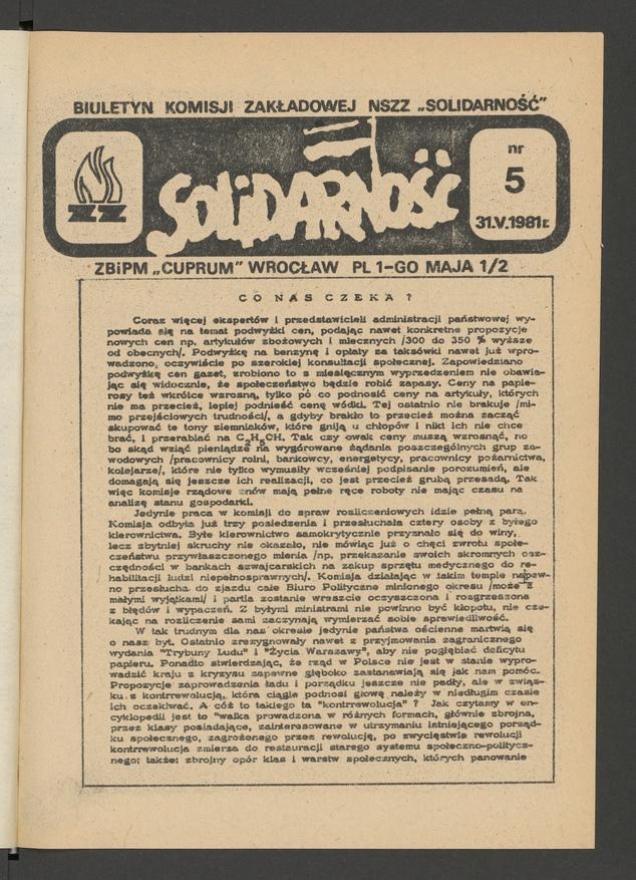 BIULETYN KOMISJI ZAKŁADOWEJ NSZZ „SOLIDARNOŚĆ"
ZZ
SOLiDARNOŚĆ
nr
5
31.V.1981r.
ZBiPM „CUPRUM" WROCŁAW PL 1-GO MAJA 1/2
CO NAS CZEKA ?
Coraz więcej ekspertów i przedstawicieli administracji państwowej wy-
powiada się na temat podwyżki cen, podając nawet konkretne propozycje
nowych cen np. artykułów zbożowych i mlecznych /300 do 350 % wyższe
od obecnych/. Podwyżkę na benzynę i opłaty za taksówki nawet już wpro-
wadzono, oczywiście po szerokiej konsultacji społecznej. Zapowiedziano
podwyżkę cen gazet, zrobiono to z miesięcznym wyprzedzeniem nie obawia-
jąc się widocznie, że społeczeństwo będzie robić zapasy. Ceny na papie-
rosy też wkrótce wzrosną, tylko po co podnosić ceny na artykuły, których
nie ma przecież, lepiej podnieść cenę wódki. Tej ostatnio nie brakuje /mi-
mo przejściowych trudności/, a gdyby brakło to przecież można zacząć
skupować te tony ziemniaków, które gniją u chłopów i nikt ich nie chce
brać, i przerabiać na C₂H₅CH. Tak czy owak ceny muszą wzrosnąć, no
bo skąd wziąć pieniądze na wygórowane żądania poszczególnych grup za-
wodowych /pracownicy rolni, bankowcy, energetycy, pracownicy pożarnictwa,
kolejarze/, które nie tylko wymusiły wcześniej podpisanie porozumień, ale
domagają się jeszcze ich realizacji, co jest przecież grubą przesadą. Tak
więc komisje rządowe znów mają pełne ręce roboty nie mając czasu na
analizę stanu gospodarki.
Jedynie praca w komisji do spraw rozliczeniowych idzie pełną parą.
Komisja odbyła już trzy posiedzenia i przesłuchała cztery osoby z byłego
kierownictwa. Byłe kierownictwo samokrytycznie przyznało się do winy,
lecz zbytniej skruchy nie okazało, nie mówiąc już o chęci zwrotu społe-
czeństwu przywłaszczonego mienia /np. przekazanie swoich skromnych osz-
czędności w bankach szwajcarskich na zakup sprzętu medycznego do re-
habilitacji ludzi niepełnosprawnych/. Komisja działając w takim tempie napew-
no przesłucha do zjazdu całe Biuro Polityczne minionego okresu /może z
małymi wyjątkami/ i partia zostanie wreszcie oczyszczona i rozgrzeszona
z błędów i wypaczeń. Z byłymi ministrami nie powinno być kłopotu, nie cze-
kając na rozliczenie sami zaczynają wymierzać sobie sprawiedliwość.
W tak trudnym dla nas okresie jedynie państwa ościenne martwią się
o nasz byt. Ostatnio zrezygnowały nawet z przyjmowania zagranicznego
wydania "Trybuny Ludu" i "Życia Warszawy", aby nie pogłębiać deficytu
papieru. Ponadto stwierdzając, że rząd w Polsce nie jest w stanie wypro-
wadzić kraju z kryzysu zapewne głęboko zastanawiają się jak nam pomóc.
Propozycje zaprowadzenia ładu i porządku jeszcze nie padły, ale w związ-
ku z kontrrewolucją, która ciągle podnosi głowę należy w niedługim czasie
ich oczekiwać. A cóż to takiego ta "kontrrewolucja" ? Jak czytamy w en-
cyklopedii jest to "walka prowadzona w różnych formach, głównie zbrojna,
przez klasy posiadające, zainteresowane w utrzymaniu istniejącego porząd-
ku społecznego, zagrożonego przez rewolucję, po zwycięstwie rewolucji
kontrrewolucja zmierza do restauracji starego systemu społeczno-politycz-
nego; także: zbrojny opór klas i warstw społecznych, których panowanie